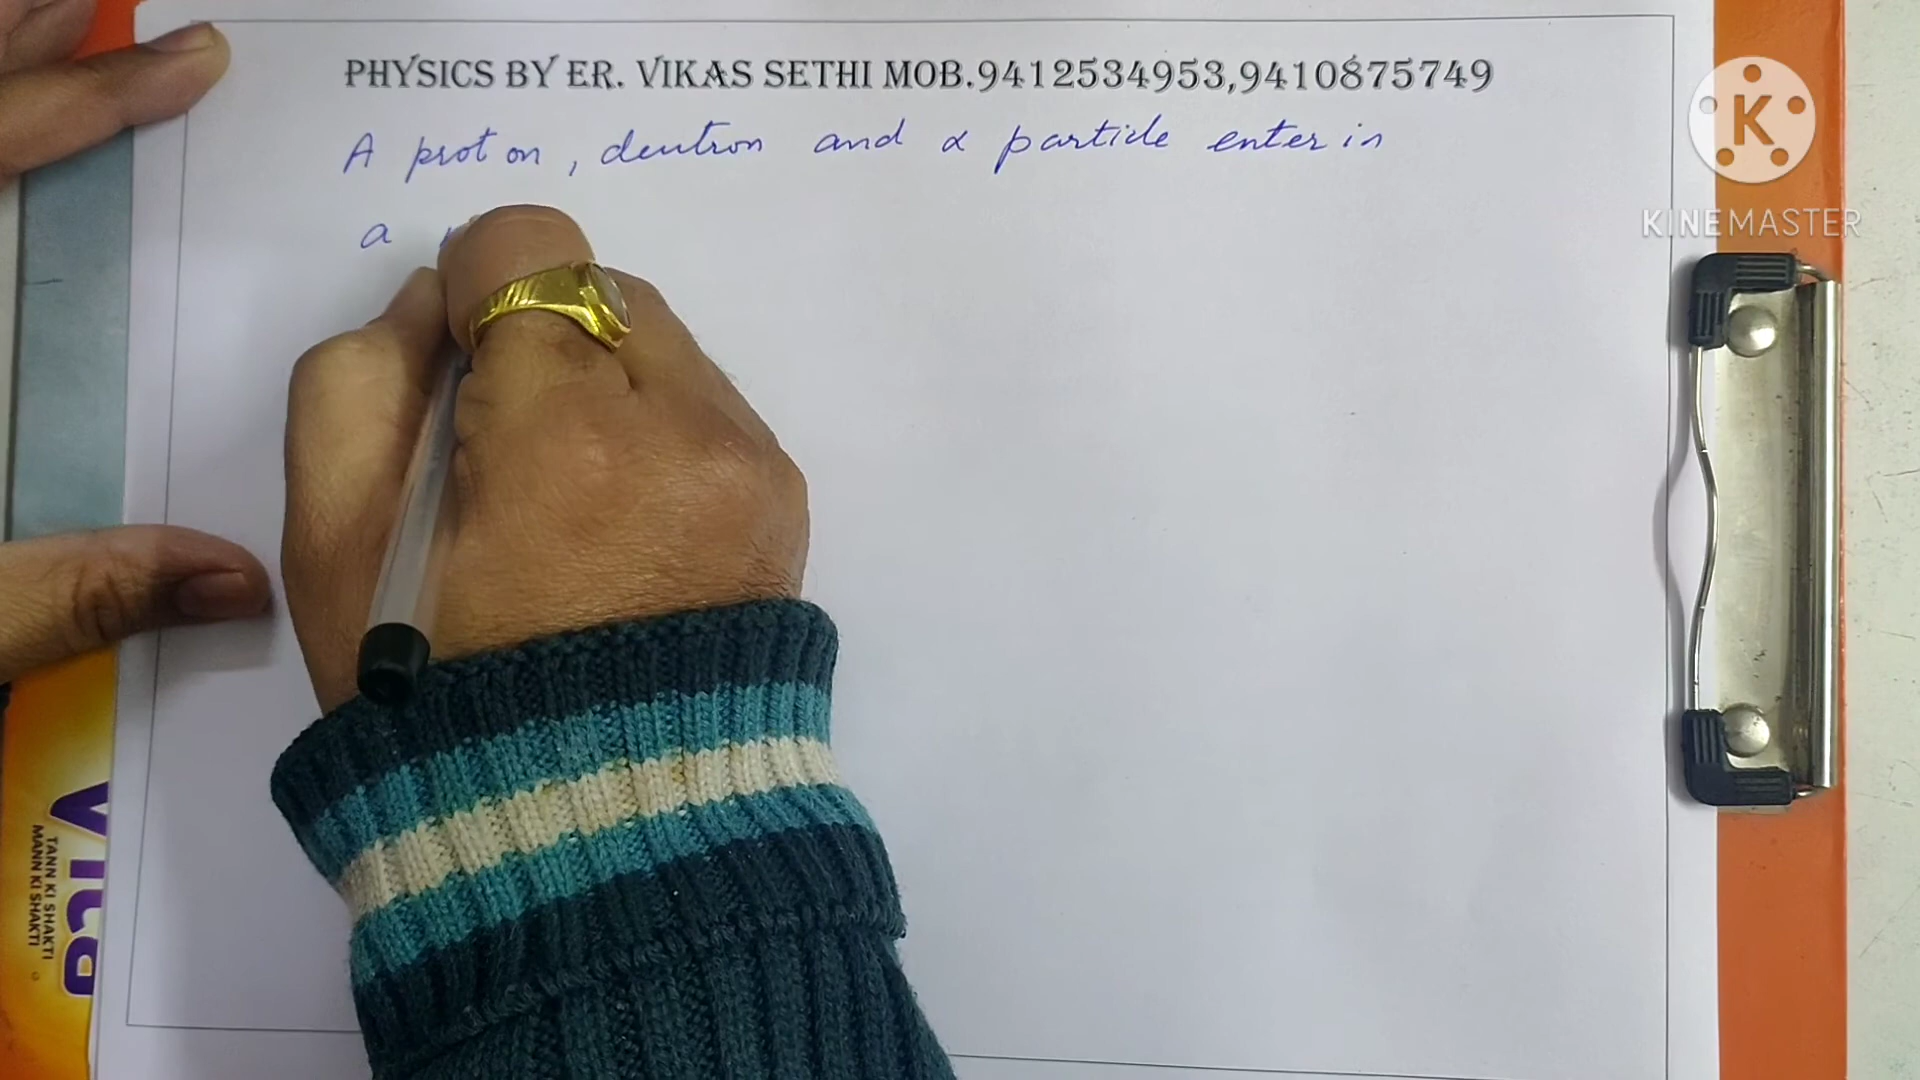 PHYSICS BY ER. VIKAS SETHI MOB.9412534953,9410875749
A proton, deutron and α particle enter in
a
KINEMASTER
Vita
TANN KI SHAKTI
MANN KI SHAKTI